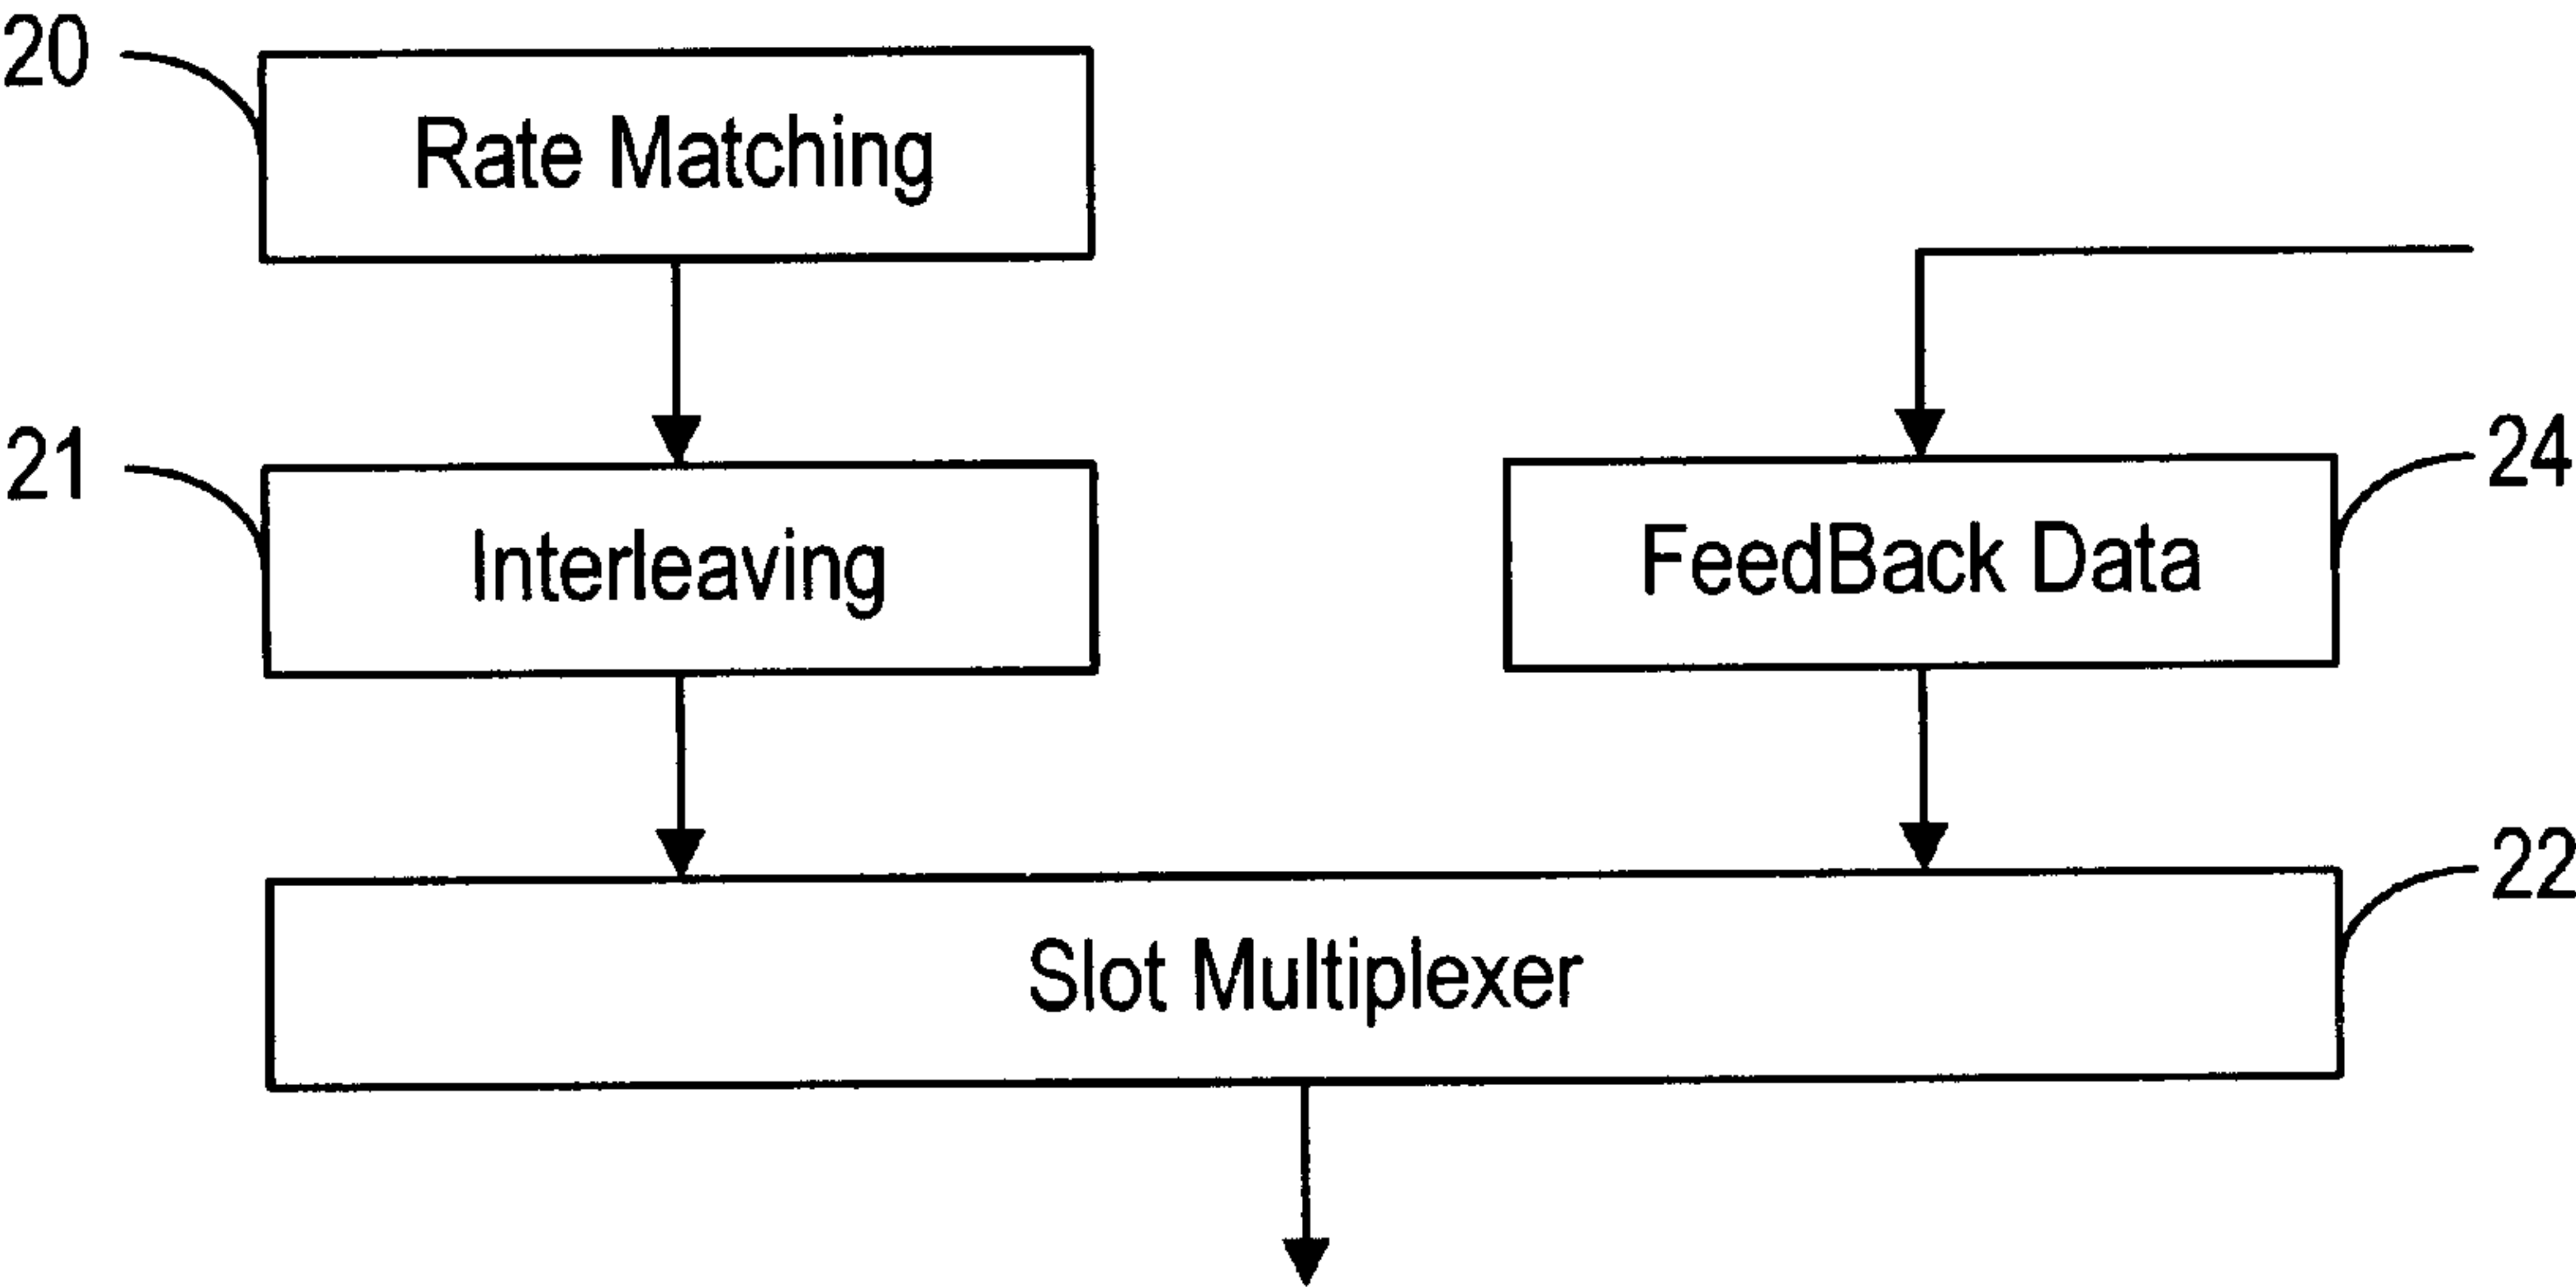 20
Rate Matching
21
Interleaving
FeedBack Data
24
Slot Multiplexer
22